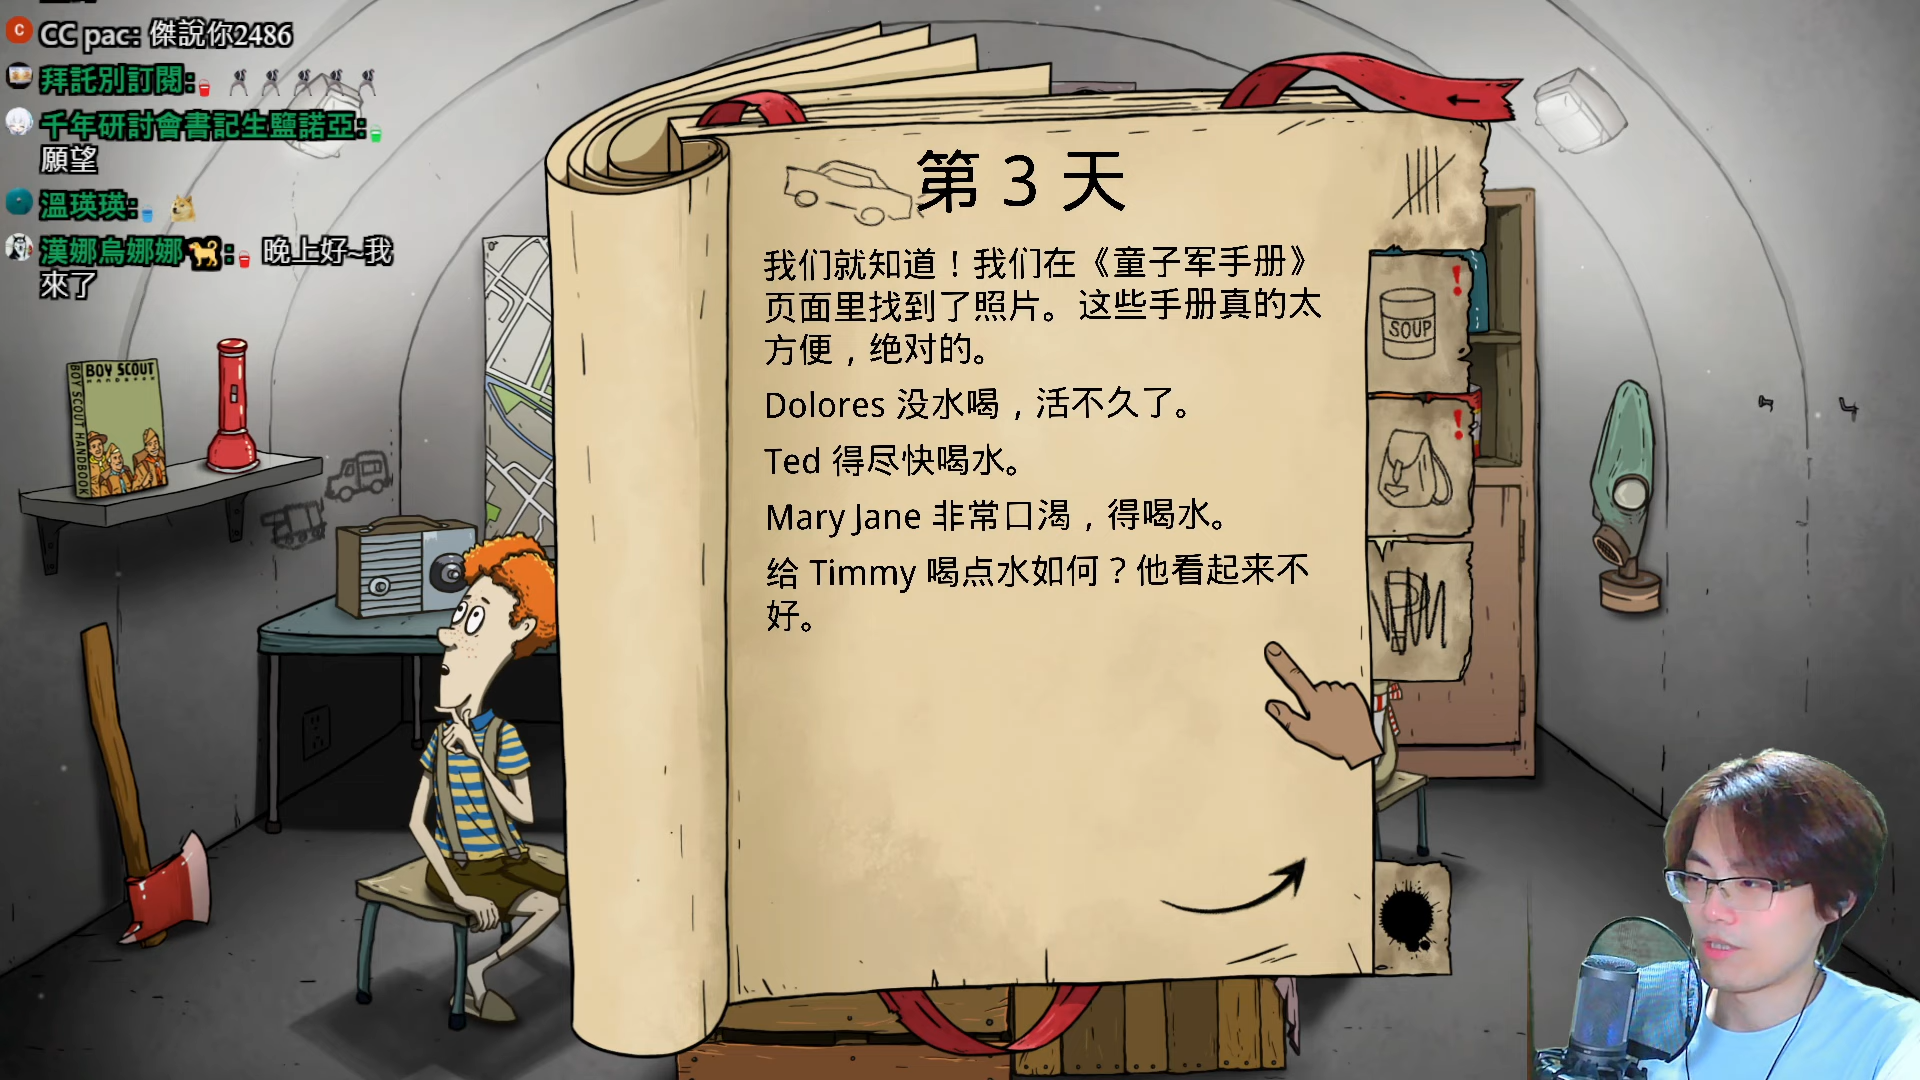 CC pac: 傑說你2486
拜託別訂閱:
千年研討會書記生鹽諾亞:
願望
溫瑛瑛:
漢娜烏娜娜: 晚上好~我
來了
BOY SCOUT
HANDBOOK
BOY SCOUT HANDBOOK
第 3 天
我们就知道！我们在《童子军手册》
页面里找到了照片。这些手册真的太
方便，绝对的。
Dolores 没水喝，活不久了。
Ted 得尽快喝水。
Mary Jane 非常口渴，得喝水。
给 Timmy 喝点水如何？他看起来不
好。
!
SOUP
!